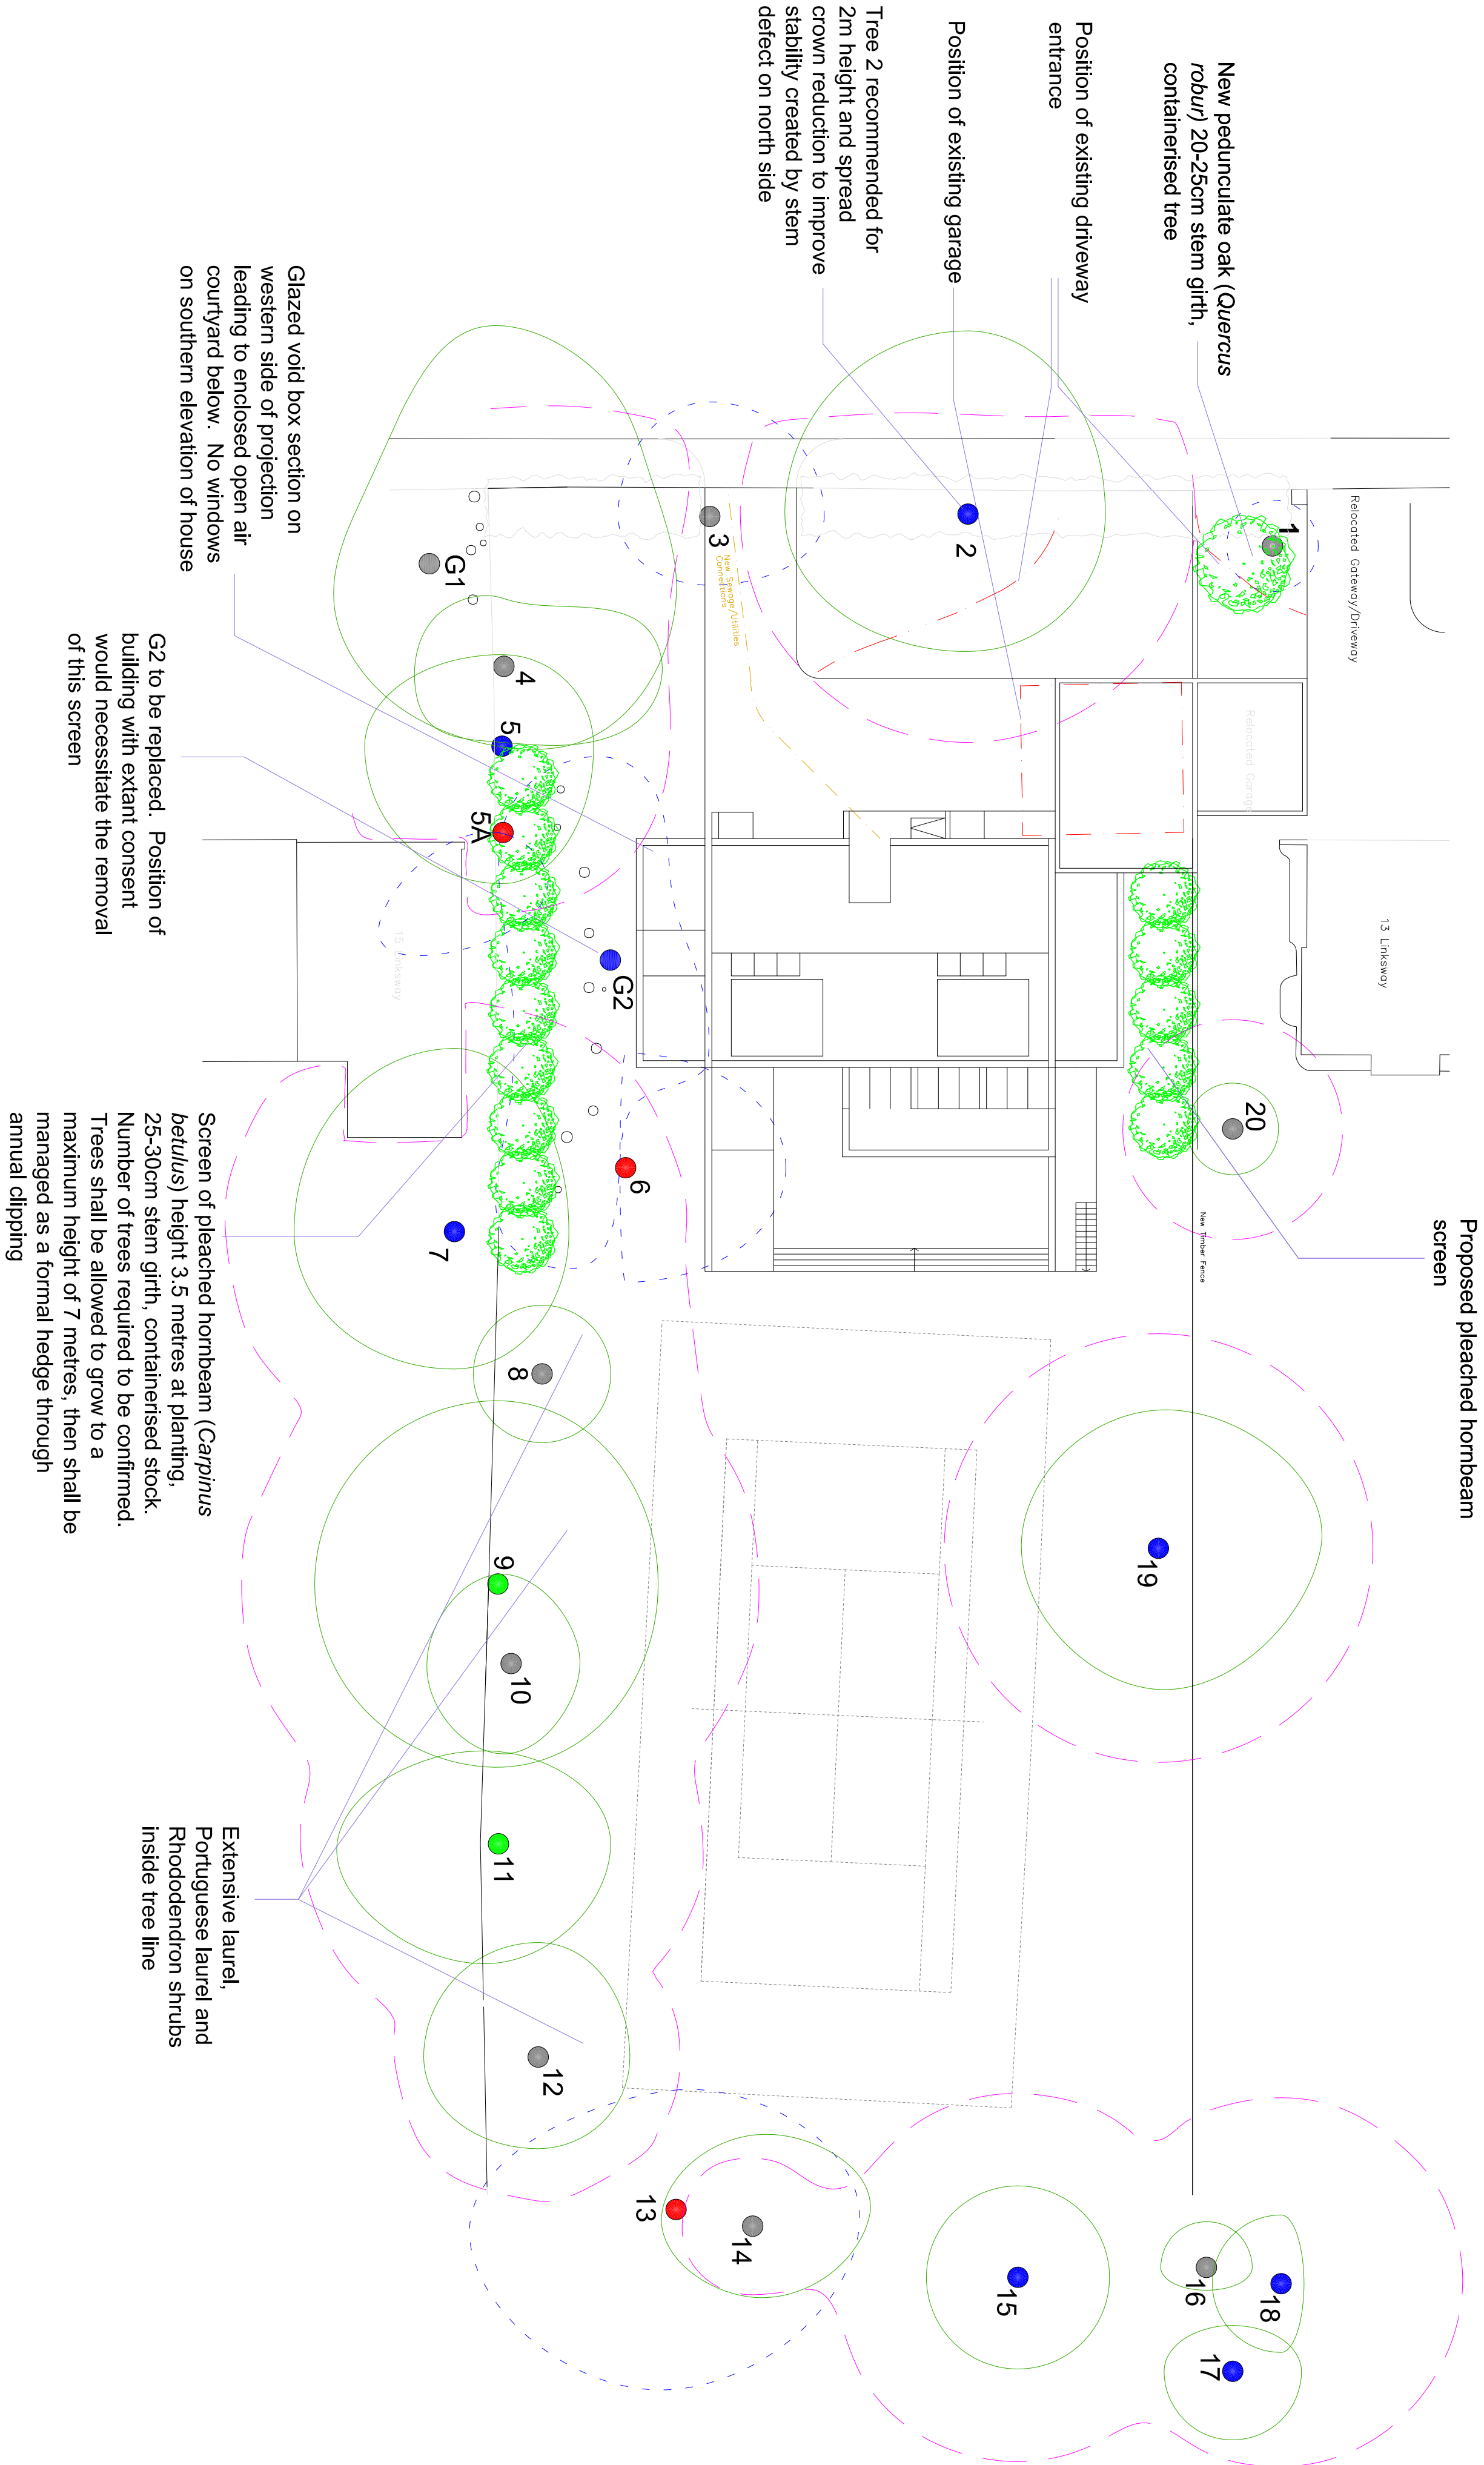 New pedunculate oak (Quercus
robur) 20-25cm stem girth,
containerised tree
Position of existing driveway
entrance
Position of existing garage
Tree 2 recommended for
2m height and spread
crown reduction to improve
stability created by stem
defect on north side
Glazed void box section on
western side of projection
leading to enclosed open air
courtyard below.  No windows
on southern elevation of house
G2 to be replaced.  Position of
building with extant consent
would necessitate the removal
of this screen
Screen of pleached hornbeam (Carpinus
betulus) height 3.5 metres at planting,
25-30cm stem girth, containerised stock.
Number of trees required to be confirmed.
Trees shall be allowed to grow to a
maximum height of 7 metres, then shall be
managed as a formal hedge through
annual clipping
Extensive laurel,
Portuguese laurel and
Rhododendron shrubs
inside tree line
Proposed pleached hornbeam
screen
Relocated Gateway/Driveway
Relocated Garage
13 Linksway
15 Linksway
New Timber Fence
New Sewage/Utilities
Connections
1
2
3
G1
4
5
5A
G2
6
7
8
9
10
11
12
13
14
15
16
17
18
19
20